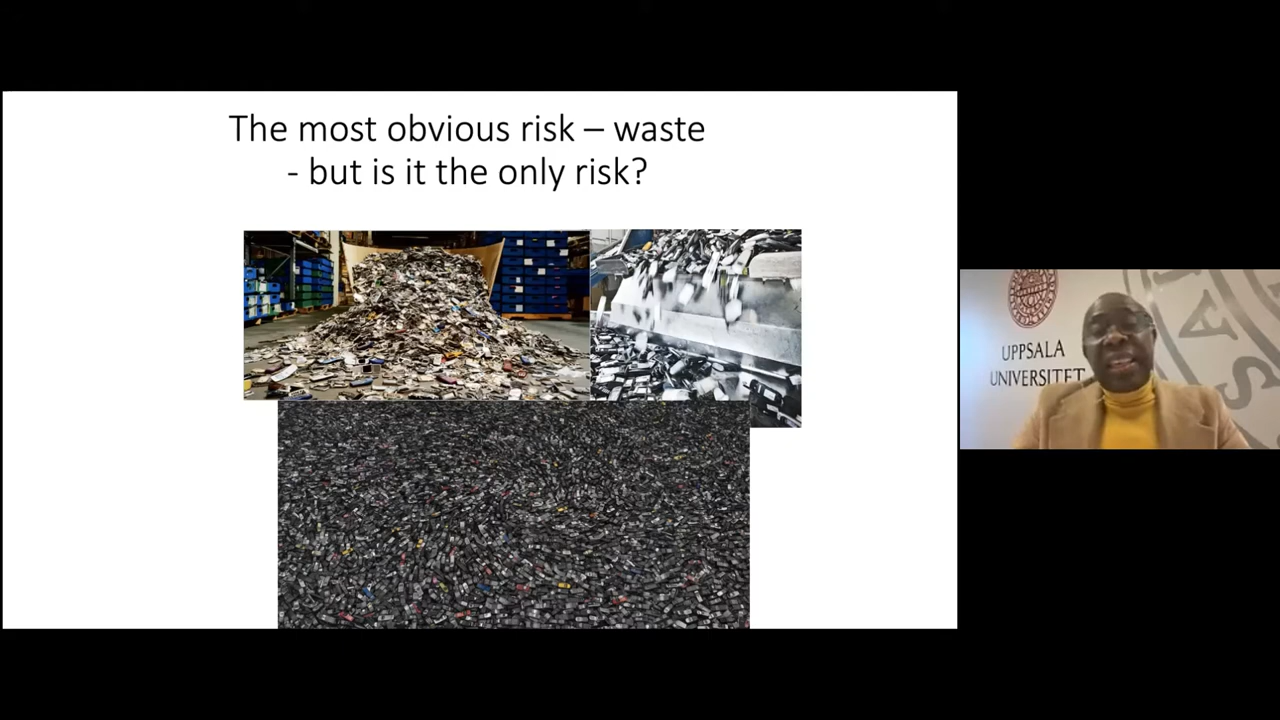 The most obvious risk – waste
- but is it the only risk?
UPPSALA
UNIVERSITET